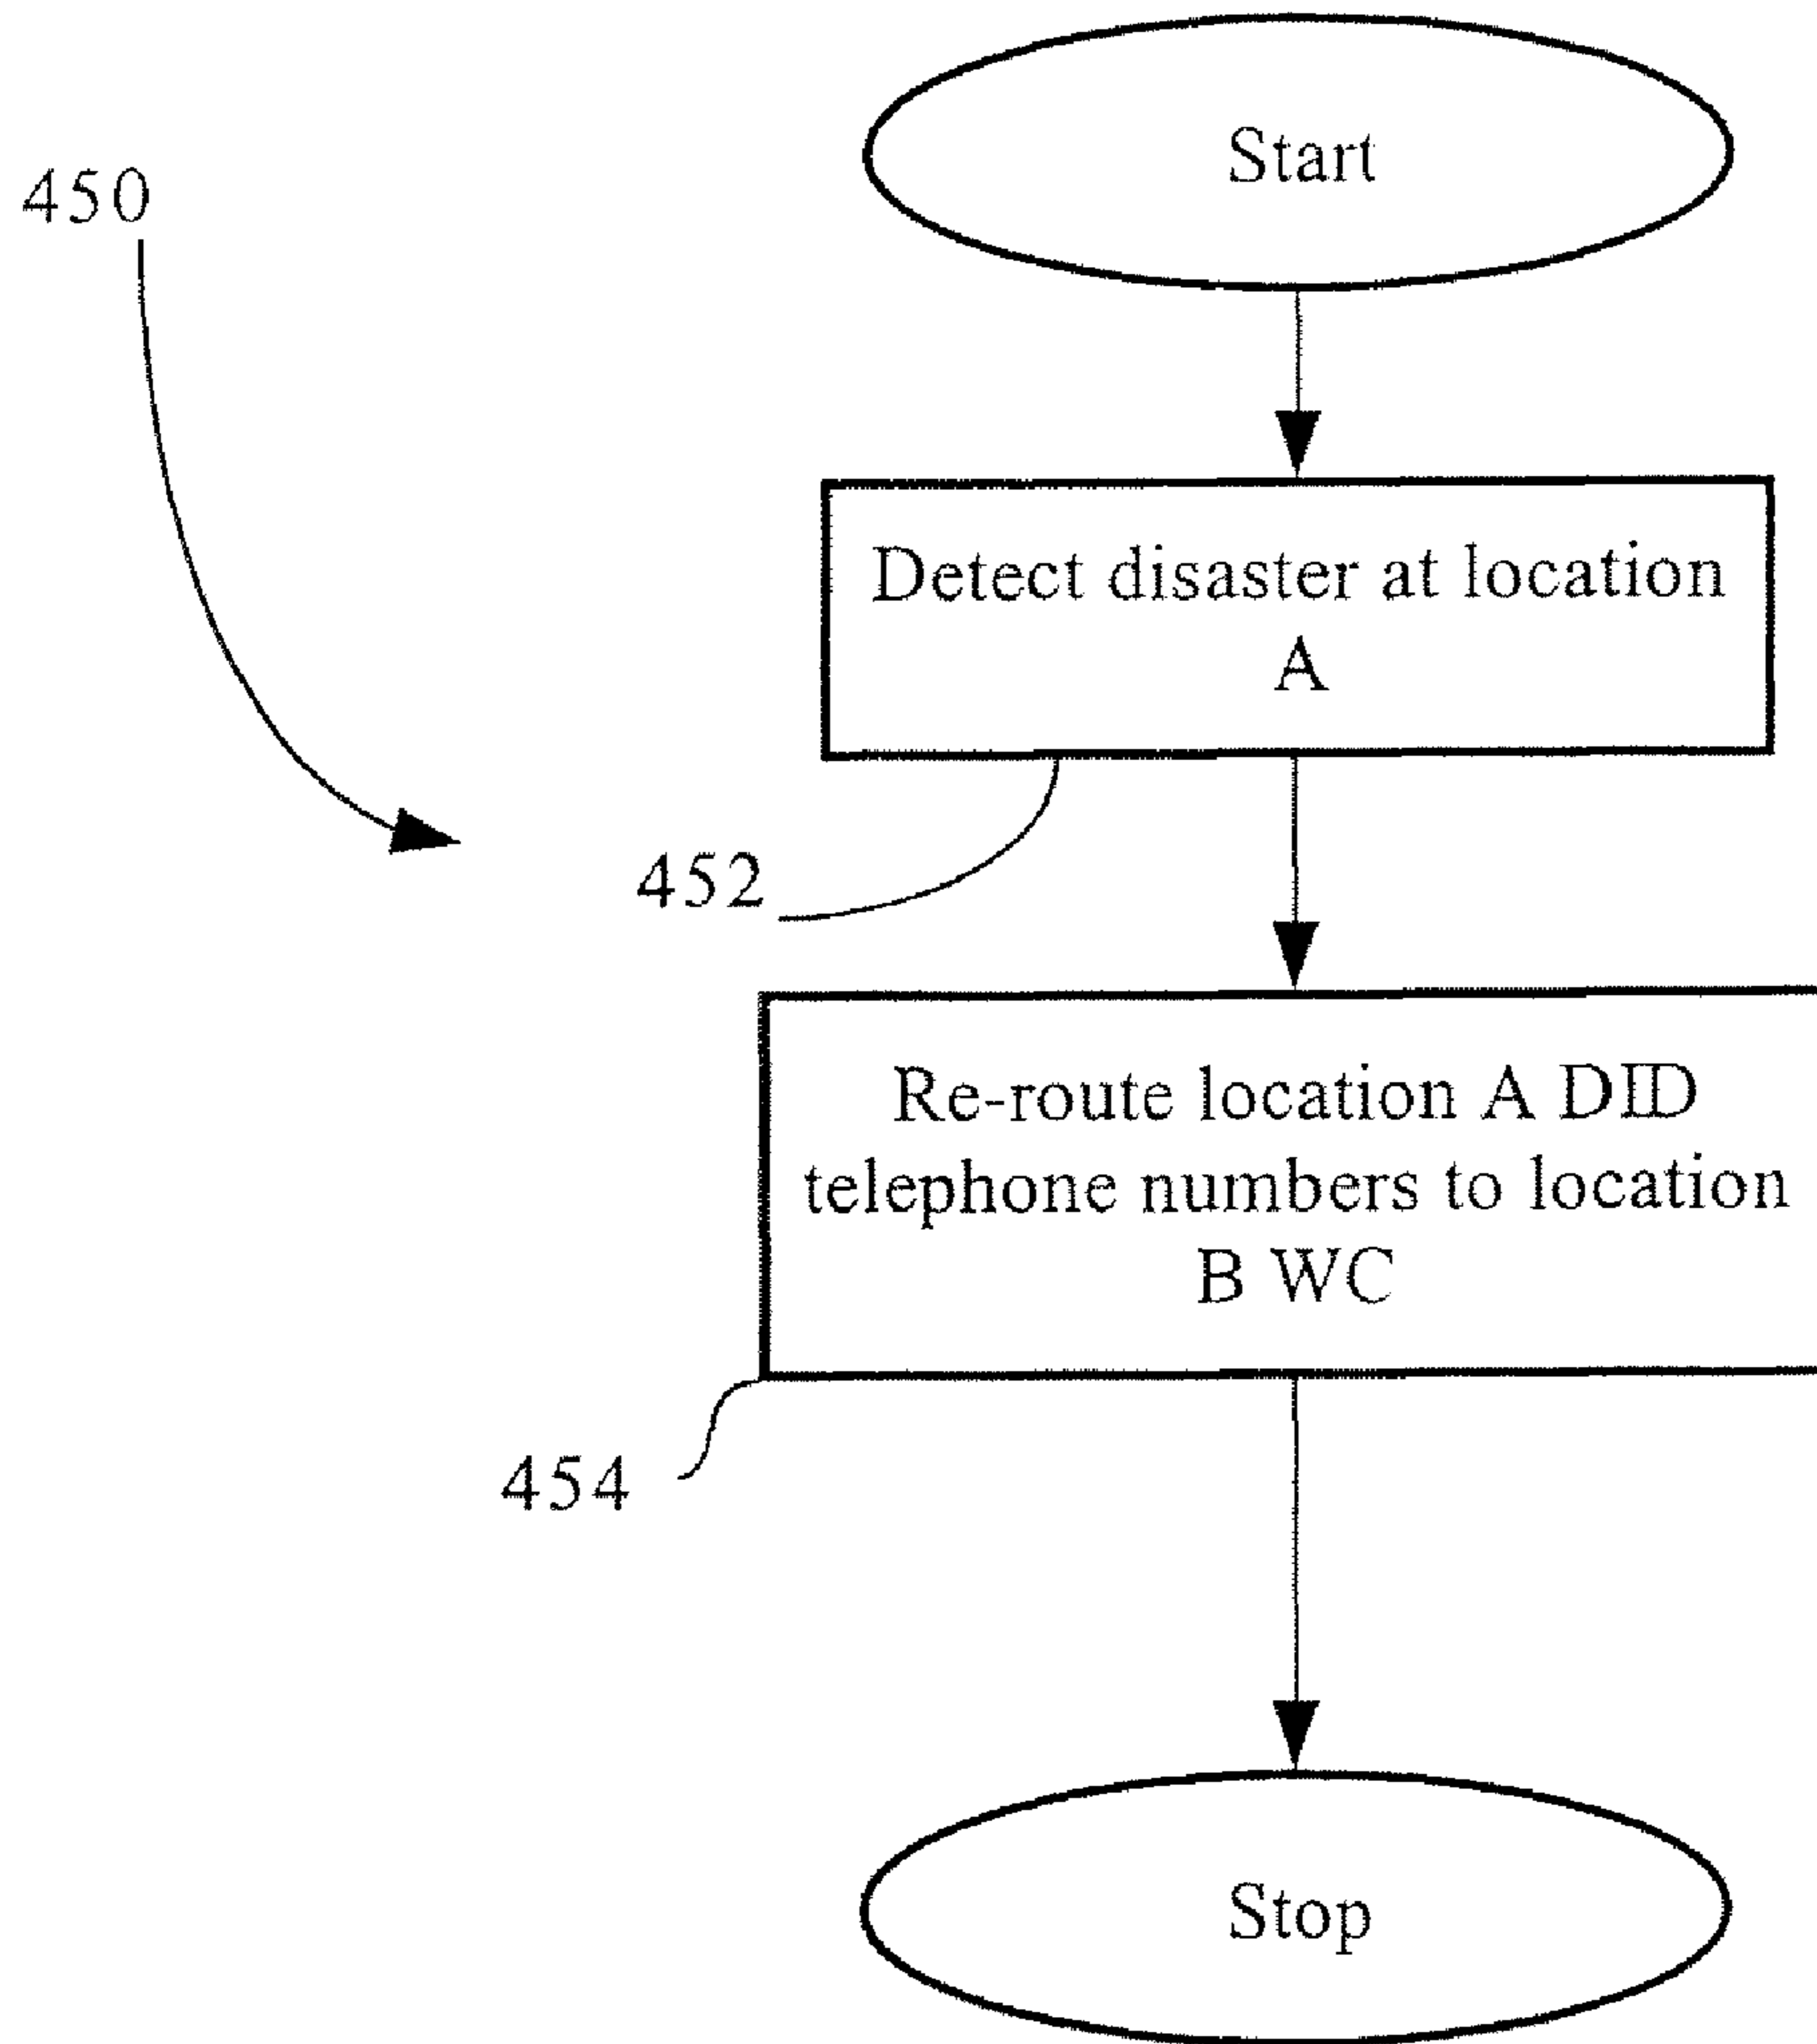 Start
450
Detect disaster at location
A
452
Re-route location A DID
telephone numbers to location
B WC
454
Stop